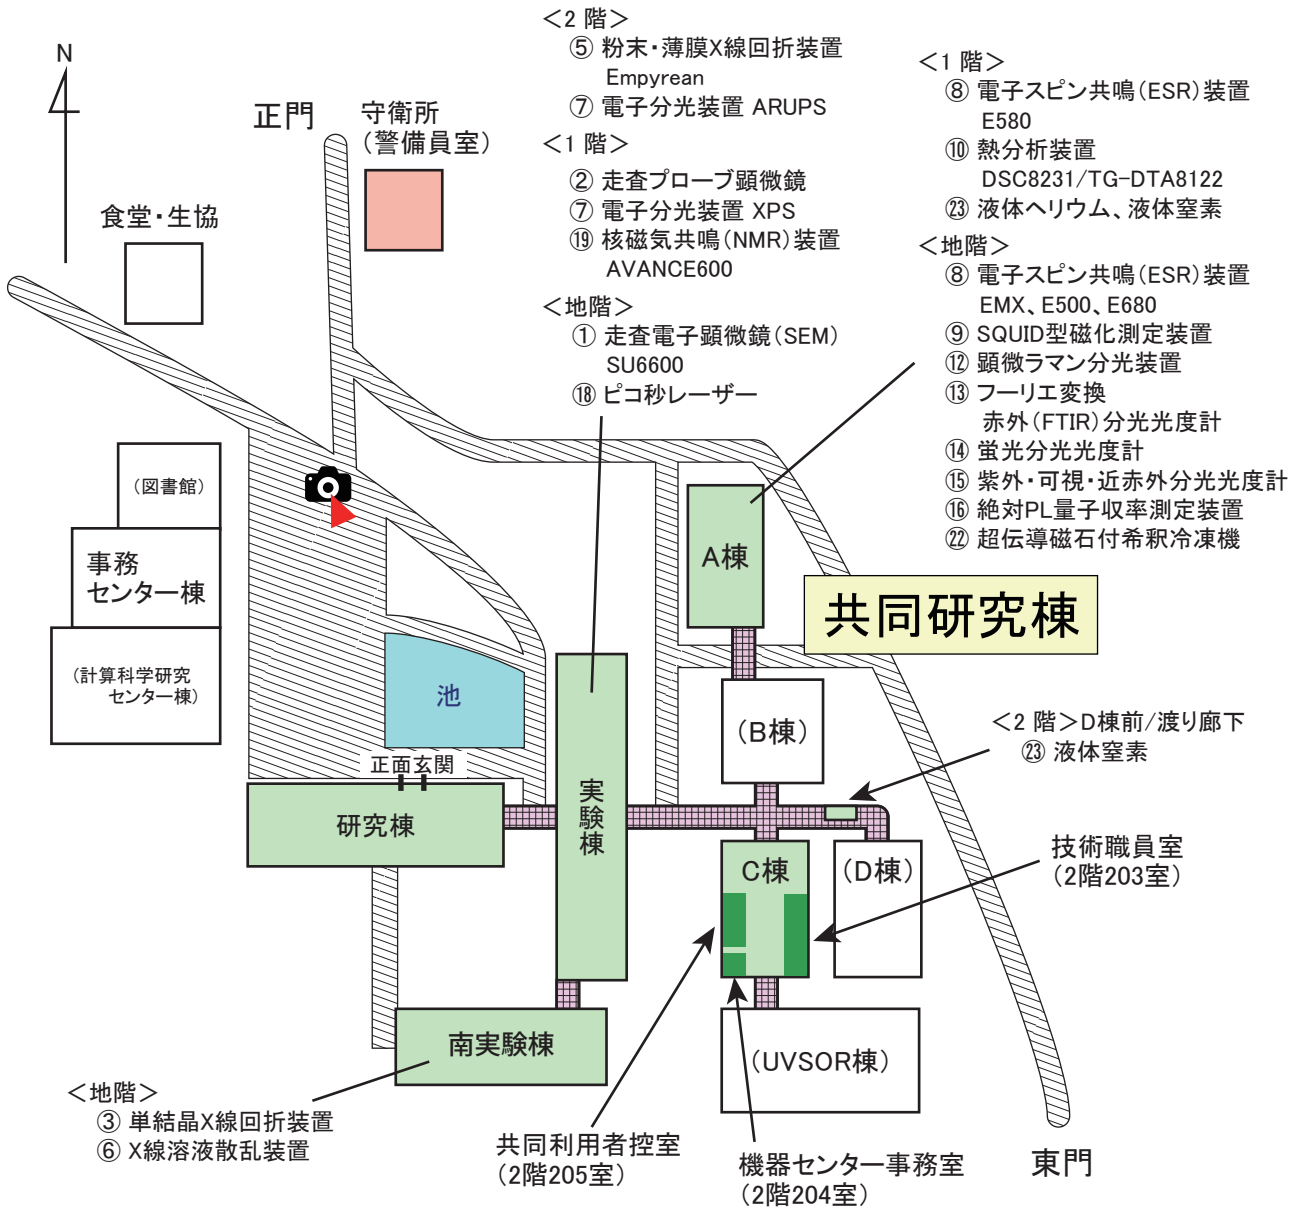 N
正門
守衛所
(警備員室)
食堂・生協
＜2 階＞
⑤ 粉末・薄膜X線回折装置
Empyrean
⑦ 電子分光装置 ARUPS
＜1 階＞
② 走査プローブ顕微鏡
⑦ 電子分光装置 XPS
⑲ 核磁気共鳴(NMR)装置
AVANCE600
＜地階＞
① 走査電子顕微鏡(SEM)
SU6600
⑱ ピコ秒レーザー
＜1 階＞
⑧ 電子スピン共鳴(ESR)装置
E580
⑩ 熱分析装置
DSC8231/TG-DTA8122
㉓ 液体ヘリウム、液体窒素
＜地階＞
⑧ 電子スピン共鳴(ESR)装置
EMX、E500、E680
⑨ SQUID型磁化測定装置
⑫ 顕微ラマン分光装置
⑬ フーリエ変換
赤外(FTIR)分光光度計
⑭ 蛍光分光光度計
⑮ 紫外・可視・近赤外分光光度計
⑯ 絶対PL量子収率測定装置
㉒ 超伝導磁石付希釈冷凍機
(図書館)
事務
センター棟
(計算科学研究
センター棟)
A棟
共同研究棟
池
正面玄関
(B棟)
＜2 階＞D棟前/渡り廊下
㉓ 液体窒素
研究棟
実験棟
C棟
(D棟)
技術職員室
(2階203室)
南実験棟
(UVSOR棟)
＜地階＞
③ 単結晶X線回折装置
⑥ X線溶液散乱装置
共同利用者控室
(2階205室)
機器センター事務室
(2階204室)
東門